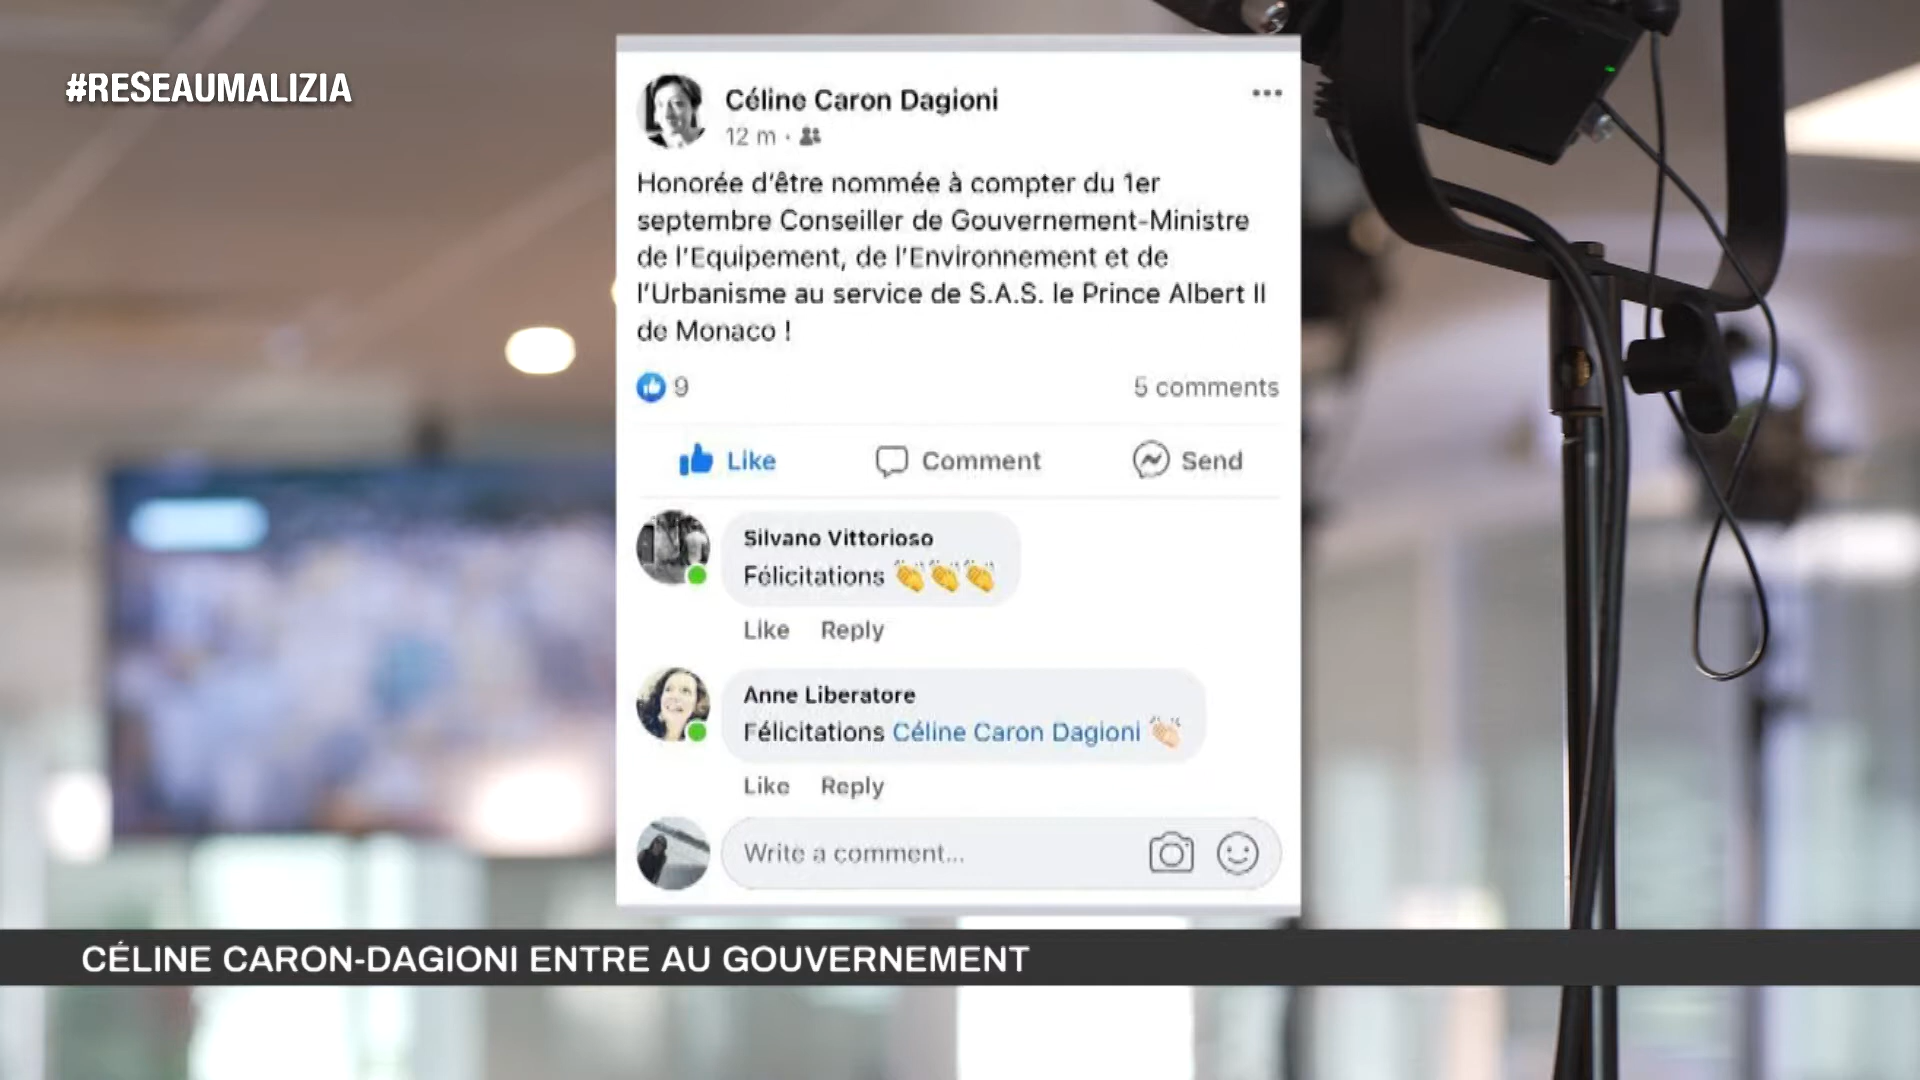 #RESEAUMALIZIA
Céline Caron Dagioni
12 m ·
Honorée d'être nommée à compter du 1er
septembre Conseiller de Gouvernement-Ministre
de l'Equipement, de l'Environnement et de
l'Urbanisme au service de S.A.S. le Prince Albert II
de Monaco !
9 5 comments
Like Comment Send
Silvano Vittorioso
Félicitations 👏👏👏
Like Reply
Anne Liberatore
Félicitations Céline Caron Dagioni 👏🏻
Like Reply
Write a comment...
CÉLINE CARON-DAGIONI ENTRE AU GOUVERNEMENT